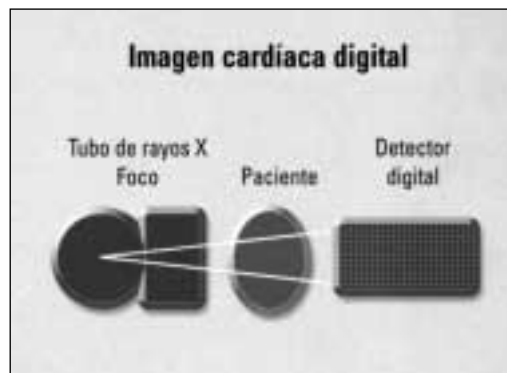 Imagen cardíaca digital
Tubo de rayos X
Foco
Paciente
Detector
digital